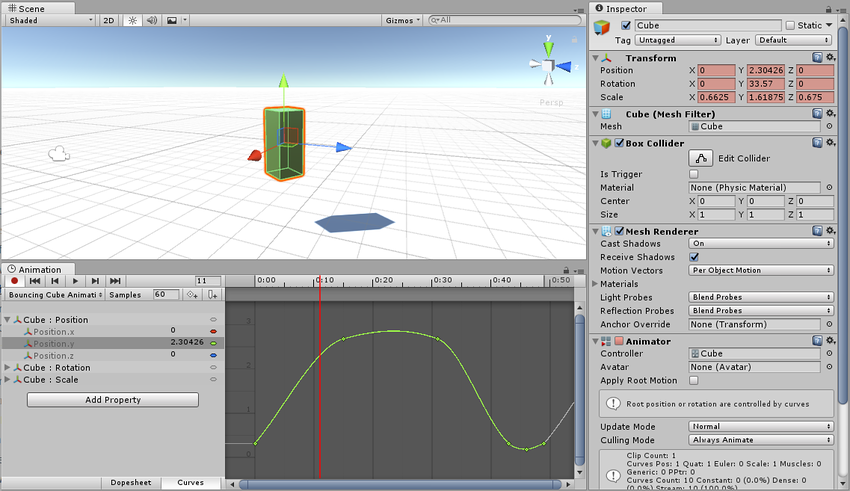 Scene
Shaded
2D
Gizmos
All
y
z
Persp
Animation
11
0:00
0:10
0:20
0:30
0:40
0:50
Bouncing Cube Animati
Samples
60
Cube : Position
Position.x
0
Position.y
2.30426
Position.z
0
Cube : Rotation
Cube : Scale
Add Property
3
2
1
0
Dopesheet
Curves
Inspector
Cube
Static
Tag
Untagged
Layer
Default
Transform
Position X 0 Y 2.30426 Z 0
Rotation X 0 Y 33.57 Z 0
Scale X 0.6625 Y 1.61875 Z 0.675
Cube (Mesh Filter)
Mesh Cube
Box Collider
Edit Collider
Is Trigger
Material None (Physic Material)
Center X 0 Y 0 Z 0
Size X 1 Y 1 Z 1
Mesh Renderer
Cast Shadows On
Receive Shadows
Motion Vectors Per Object Motion
Materials
Light Probes Blend Probes
Reflection Probes Blend Probes
Anchor Override None (Transform)
Animator
Controller Cube
Avatar None (Avatar)
Apply Root Motion
Root position or rotation are controlled by curves
Update Mode Normal
Culling Mode Always Animate
Clip Count: 1
Curves Pos: 1 Quat: 1 Euler: 0 Scale: 1 Muscles: 0
Generic: 0 PPtr: 0
Curves Count: 10 Constant: 0 (0.0%) Dense: 0
(0.0%) Stream: 10 (100.0%)